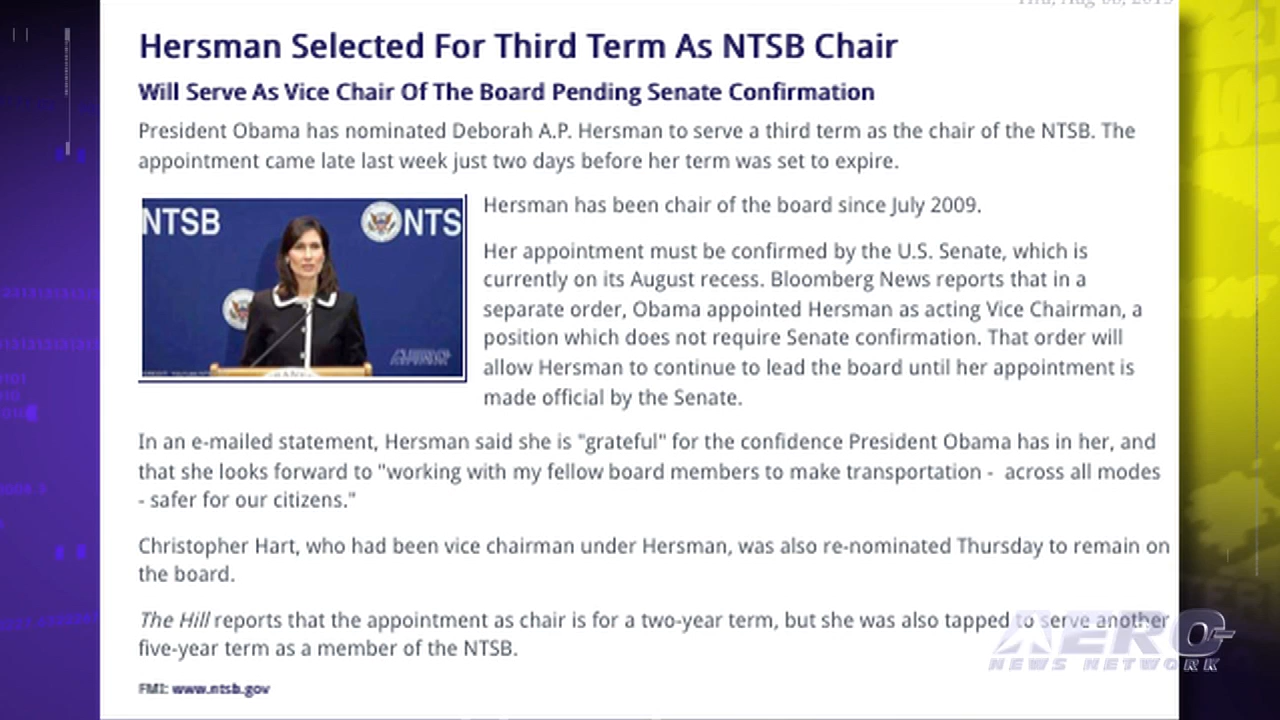 Thu, Aug 08, 2013
Hersman Selected For Third Term As NTSB Chair
Will Serve As Vice Chair Of The Board Pending Senate Confirmation
President Obama has nominated Deborah A.P. Hersman to serve a third term as the chair of the NTSB. The
appointment came late last week just two days before her term was set to expire.
NTSB
NTS
AERO
Hersman has been chair of the board since July 2009.
Her appointment must be confirmed by the U.S. Senate, which is
currently on its August recess. Bloomberg News reports that in a
separate order, Obama appointed Hersman as acting Vice Chairman, a
position which does not require Senate confirmation. That order will
allow Hersman to continue to lead the board until her appointment is
made official by the Senate.
In an e-mailed statement, Hersman said she is "grateful" for the confidence President Obama has in her, and
that she looks forward to "working with my fellow board members to make transportation -  across all modes
- safer for our citizens."
Christopher Hart, who had been vice chairman under Hersman, was also re-nominated Thursday to remain on
the board.
The Hill reports that the appointment as chair is for a two-year term, but she was also tapped to serve another
five-year term as a member of the NTSB.
FMI: www.ntsb.gov
AERO
NEWS NETWORK